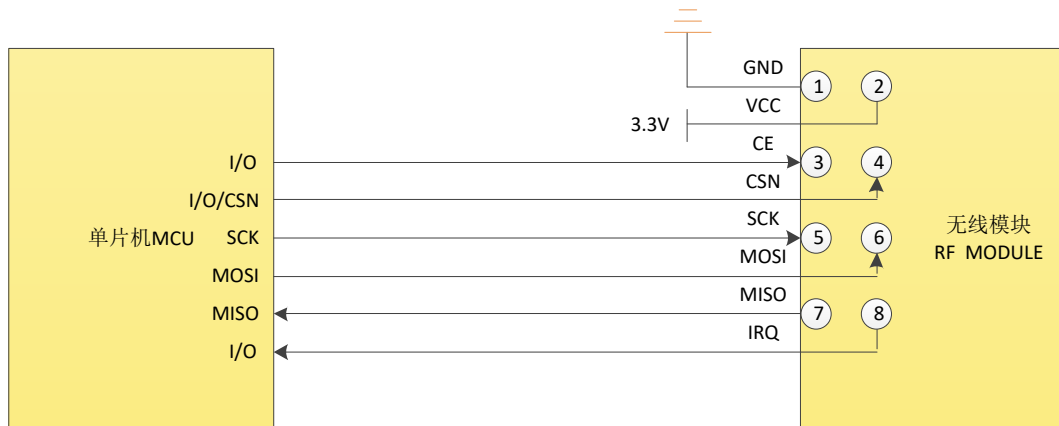 GND
1 2
VCC
3.3V
CE
I/O
3 4
CSN
I/O/CSN
SCK
单片机MCU SCK
5 6
无线模块
RF MODULE
MOSI
MOSI
MISO
MISO
7 8
IRQ
I/O